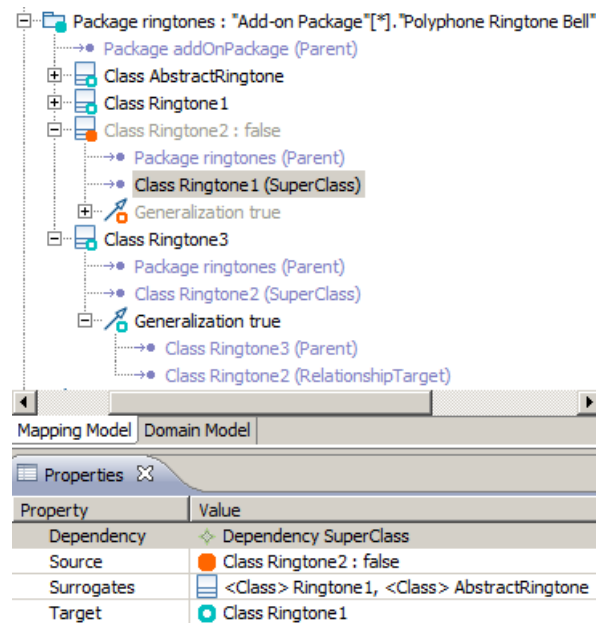 Package ringtones : "Add-on Package"[*]."Polyphone Ringtone Bell"
Package addOnPackage (Parent)
Class AbstractRingtone
Class Ringtone1
Class Ringtone2 : false
Package ringtones (Parent)
Class Ringtone1 (SuperClass)
Generalization true
Class Ringtone3
Package ringtones (Parent)
Class Ringtone2 (SuperClass)
Generalization true
Class Ringtone3 (Parent)
Class Ringtone2 (RelationshipTarget)
Mapping Model Domain Model
Properties
Property Value
Dependency Dependency SuperClass
Source Class Ringtone2 : false
Surrogates <Class> Ringtone1, <Class> AbstractRingtone
Target Class Ringtone1